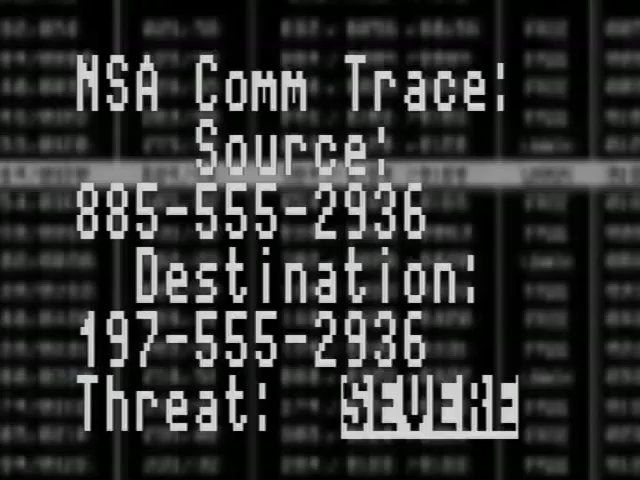 NSA Comm Trace:
Source:
885-555-2936
Destination:
197-555-2936
Threat: SEVERE